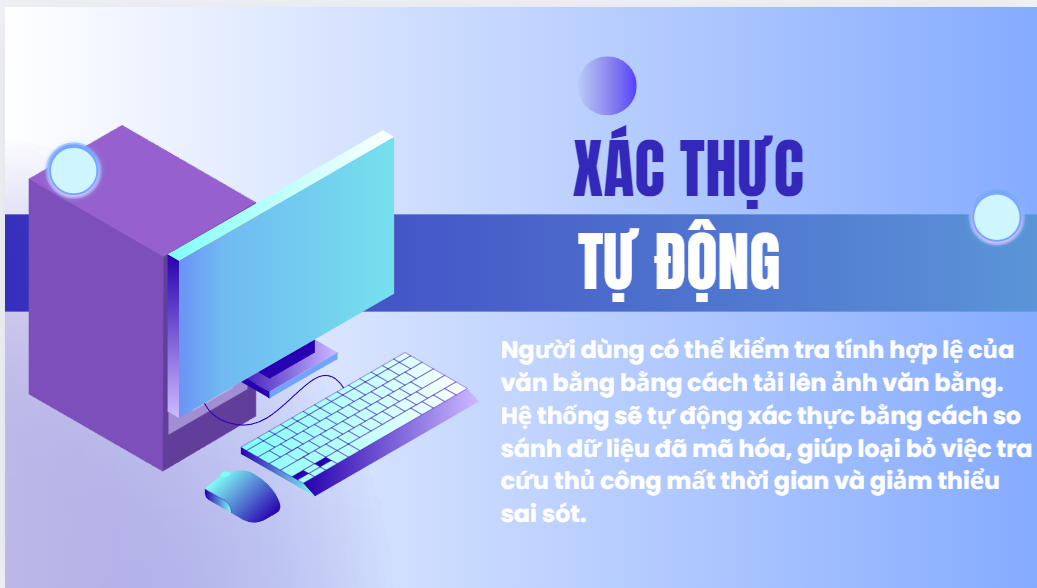 XÁC THỰC
TỰ ĐỘNG
Người dùng có thể kiểm tra tính hợp lệ của
văn bằng bằng cách tải lên ảnh văn bằng.
Hệ thống sẽ tự động xác thực bằng cách so
sánh dữ liệu đã mã hóa, giúp loại bỏ việc tra
cứu thủ công mất thời gian và giảm thiểu
sai sót.